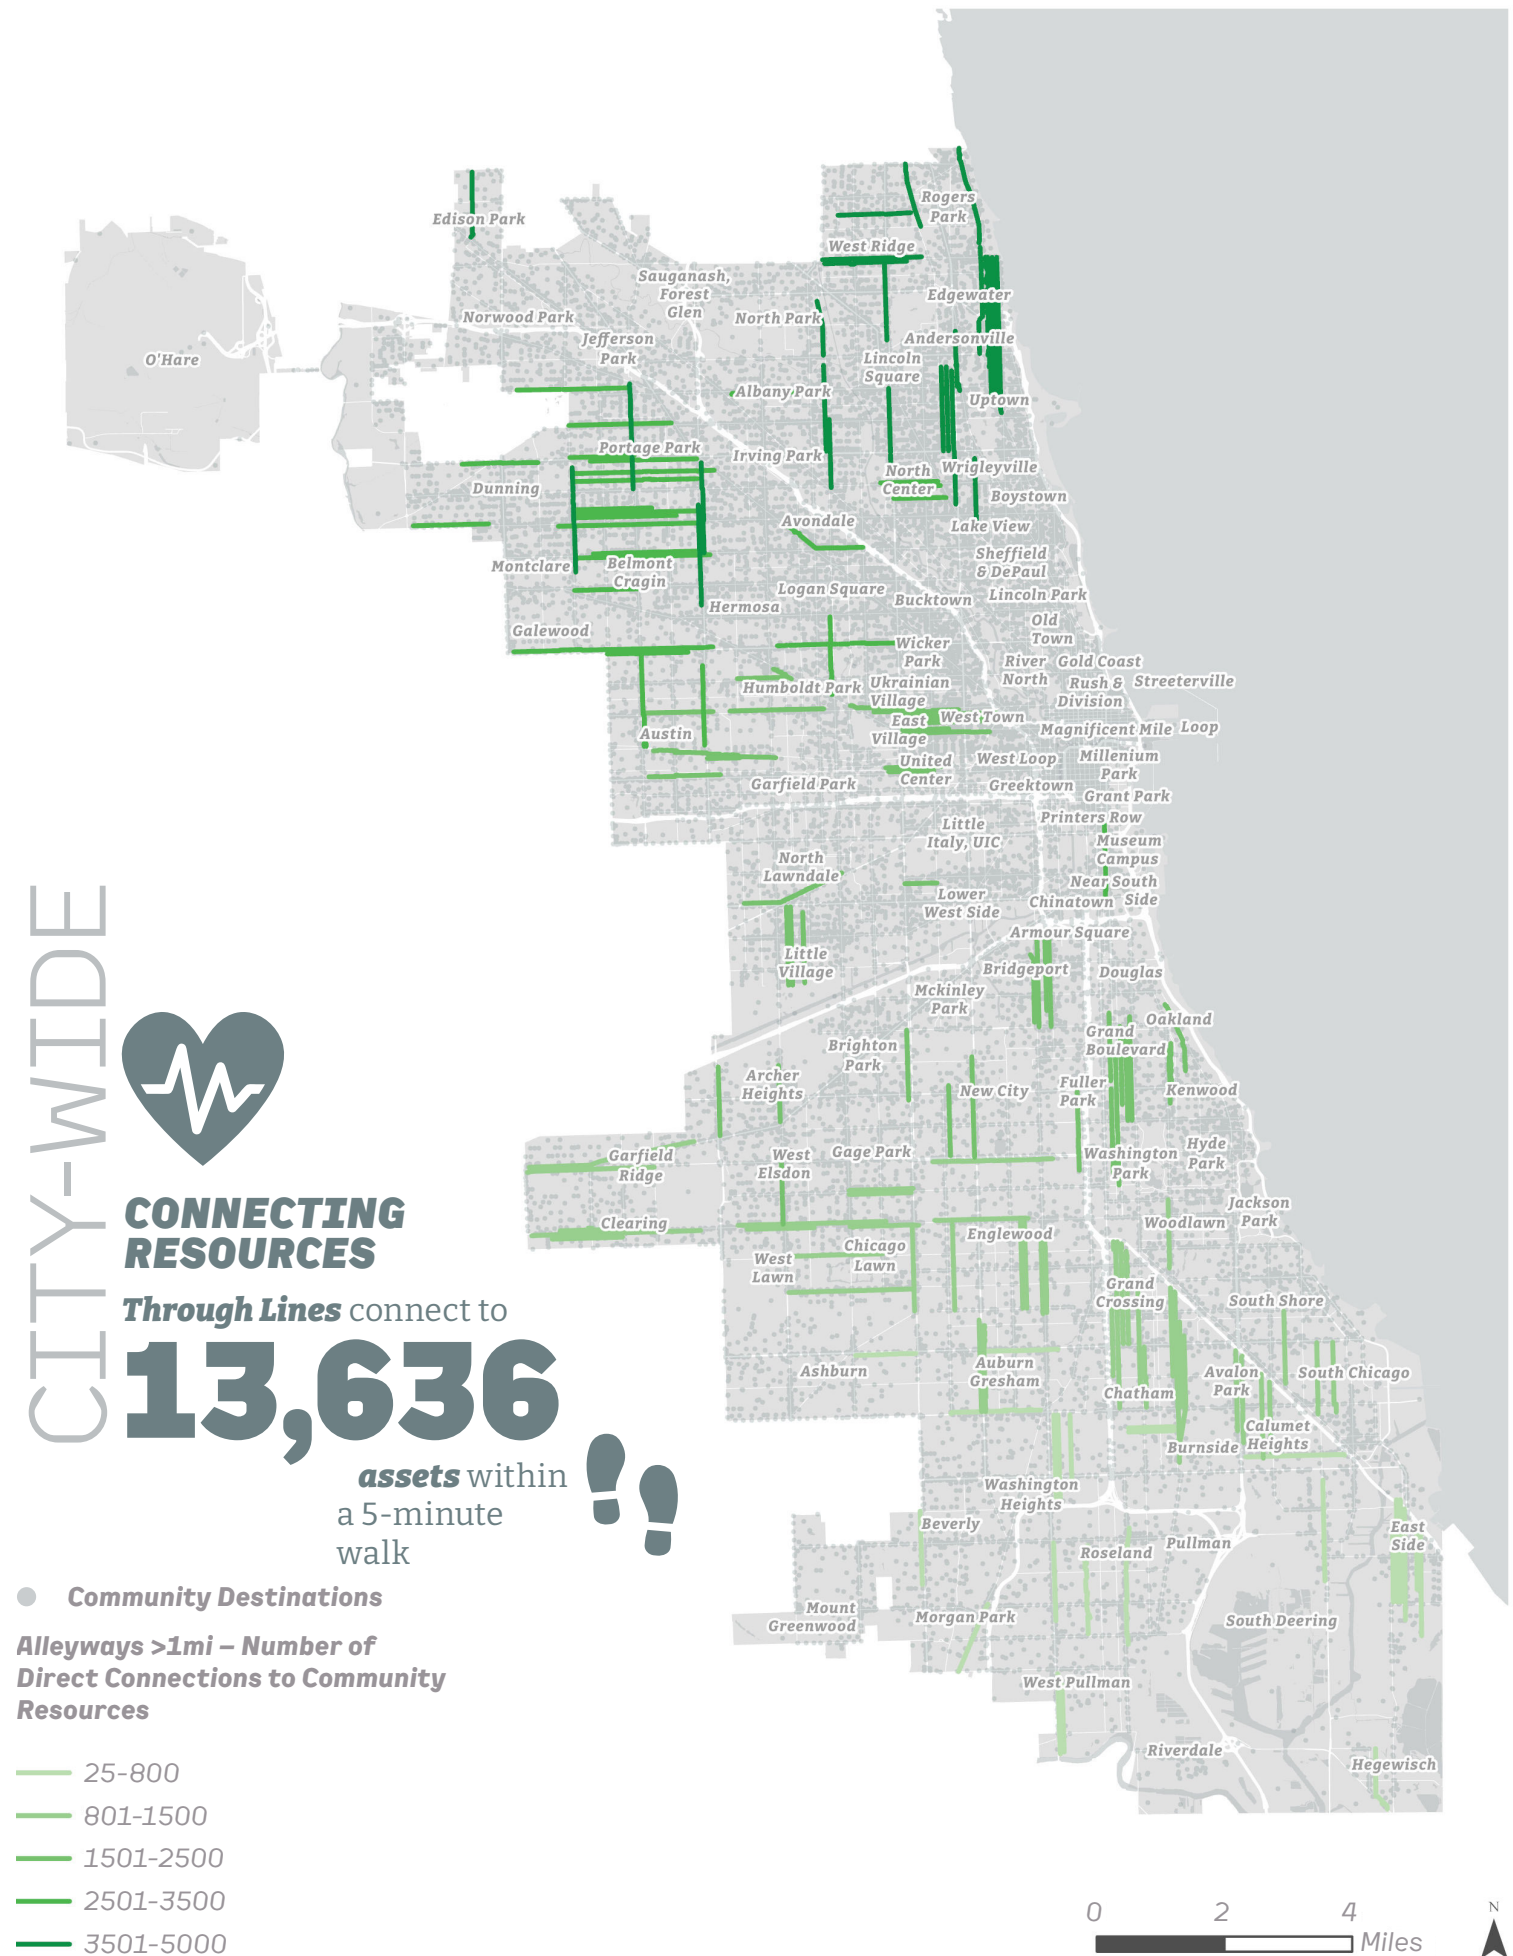 CITY-WIDE
CONNECTING
RESOURCES
Through Lines connect to
13,636
assets within
a 5-minute
walk
Community Destinations
Alleyways >1mi – Number of
Direct Connections to Community
Resources
25-800
801-1500
1501-2500
2501-3500
3501-5000
Rogers
Park
Edison Park
West Ridge
Sauganash,
Forest
Glen
Edgewater
Norwood Park
North Park
Jefferson
Park
Andersonville
O'Hare
Lincoln
Square
Albany Park
Uptown
Portage Park
Irving Park
North
Center
Wrigleyville
Dunning
Boystown
Avondale
Lake View
Sheffield
& DePaul
Montclare
Belmont
Cragin
Logan Square
Bucktown
Lincoln Park
Hermosa
Old
Town
Galewood
Wicker
Park
River
North
Gold Coast
Humboldt Park
Ukrainian
Village
Rush &
Division
Streeterville
East
Village
West Town
Austin
Magnificent Mile
Loop
United
Center
West Loop
Millenium
Park
Garfield Park
Greektown
Grant Park
Printers Row
Little
Italy, UIC
Museum
Campus
North
Lawndale
Near South
Side
Lower
West Side
Chinatown
Armour Square
Little
Village
Bridgeport
Douglas
Mckinley
Park
Oakland
Grand
Boulevard
Brighton
Park
Archer
Heights
New City
Fuller
Park
Kenwood
Garfield
Ridge
West
Elsdon
Gage Park
Washington
Park
Hyde
Park
Jackson
Park
Clearing
Woodlawn
Englewood
West
Lawn
Chicago
Lawn
Grand
Crossing
South Shore
Ashburn
Auburn
Gresham
Avalon
Park
South Chicago
Chatham
Calumet
Heights
Burnside
Washington
Heights
Beverly
Pullman
East
Side
Roseland
Mount
Greenwood
Morgan Park
South Deering
West Pullman
Riverdale
Hegewisch
0 2 4
Miles
N